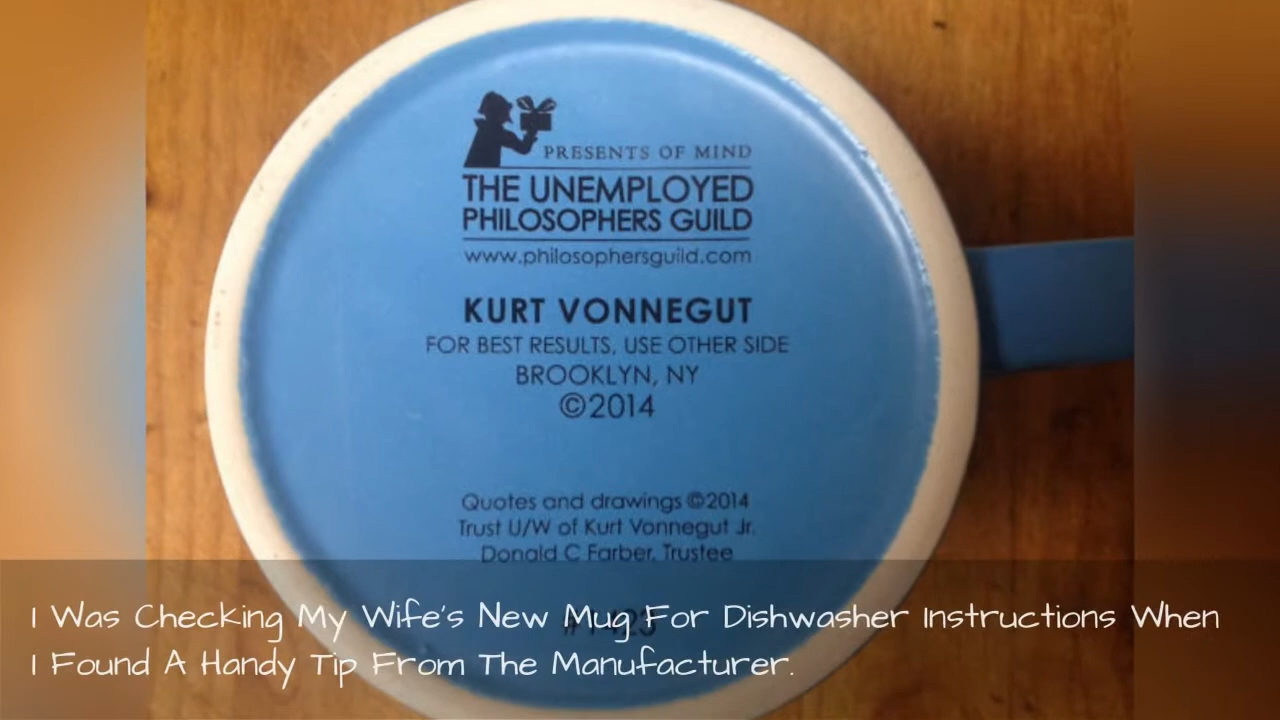 PRESENTS OF MIND
THE UNEMPLOYED
PHILOSOPHERS GUILD
www.philosophersguild.com
KURT VONNEGUT
FOR BEST RESULTS, USE OTHER SIDE
BROOKLYN, NY
©2014
Quotes and drawings ©2014
Trust U/W of Kurt Vonnegut Jr.
Donald C Farber, Trustee
I Was Checking My Wife's New Mug For Dishwasher Instructions When
I Found A Handy Tip From The Manufacturer.